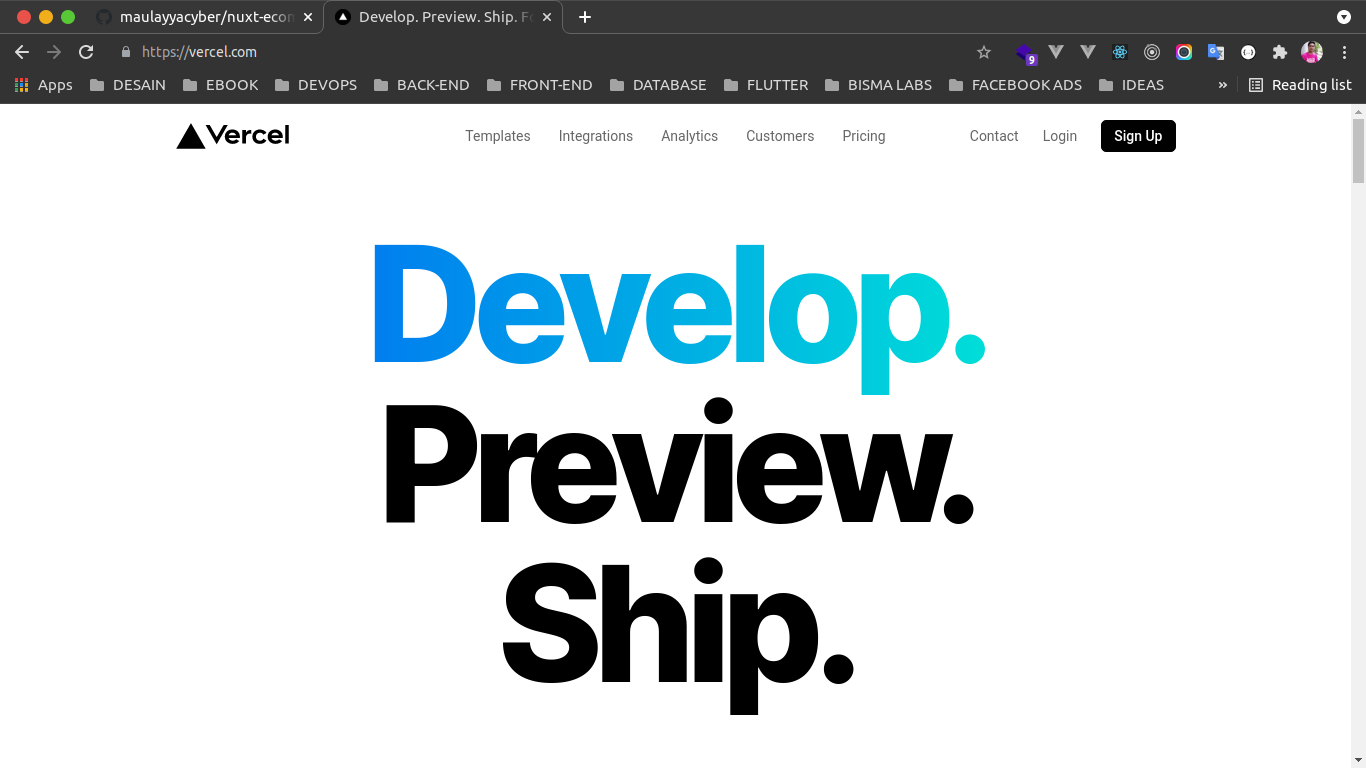 maulayyacyber/nuxt-econ
Develop. Preview. Ship. Fo
https://vercel.com
9
Apps DESAIN EBOOK DEVOPS BACK-END FRONT-END DATABASE FLUTTER BISMA LABS FACEBOOK ADS IDEAS » Reading list
Vercel Templates Integrations Analytics Customers Pricing Contact Login Sign Up
Develop.
Preview.
Ship.